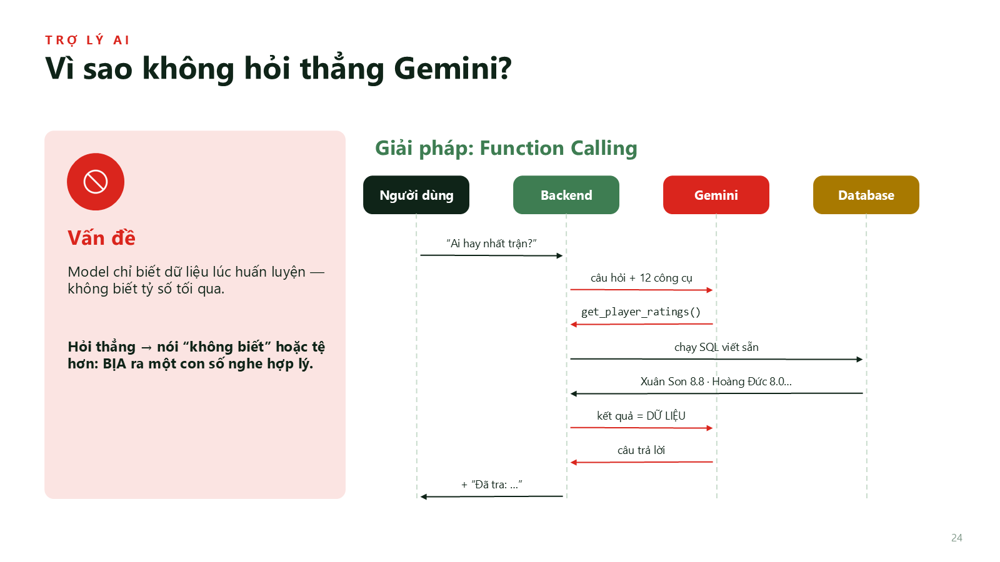 TRỢ LÝ AI
Vì sao không hỏi thẳng Gemini?
Vấn đề
Model chỉ biết dữ liệu lúc huấn luyện —
không biết tỷ số tối qua.
Hỏi thẳng → nói “không biết” hoặc tệ
hơn: BỊA ra một con số nghe hợp lý.
Giải pháp: Function Calling
Người dùng
Backend
Gemini
Database
“Ai hay nhất trận?”
câu hỏi + 12 công cụ
get_player_ratings()
chạy SQL viết sẵn
Xuân Son 8.8 · Hoàng Đức 8.0...
kết quả = DỮ LIỆU
câu trả lời
+ “Đã tra: ...”
24